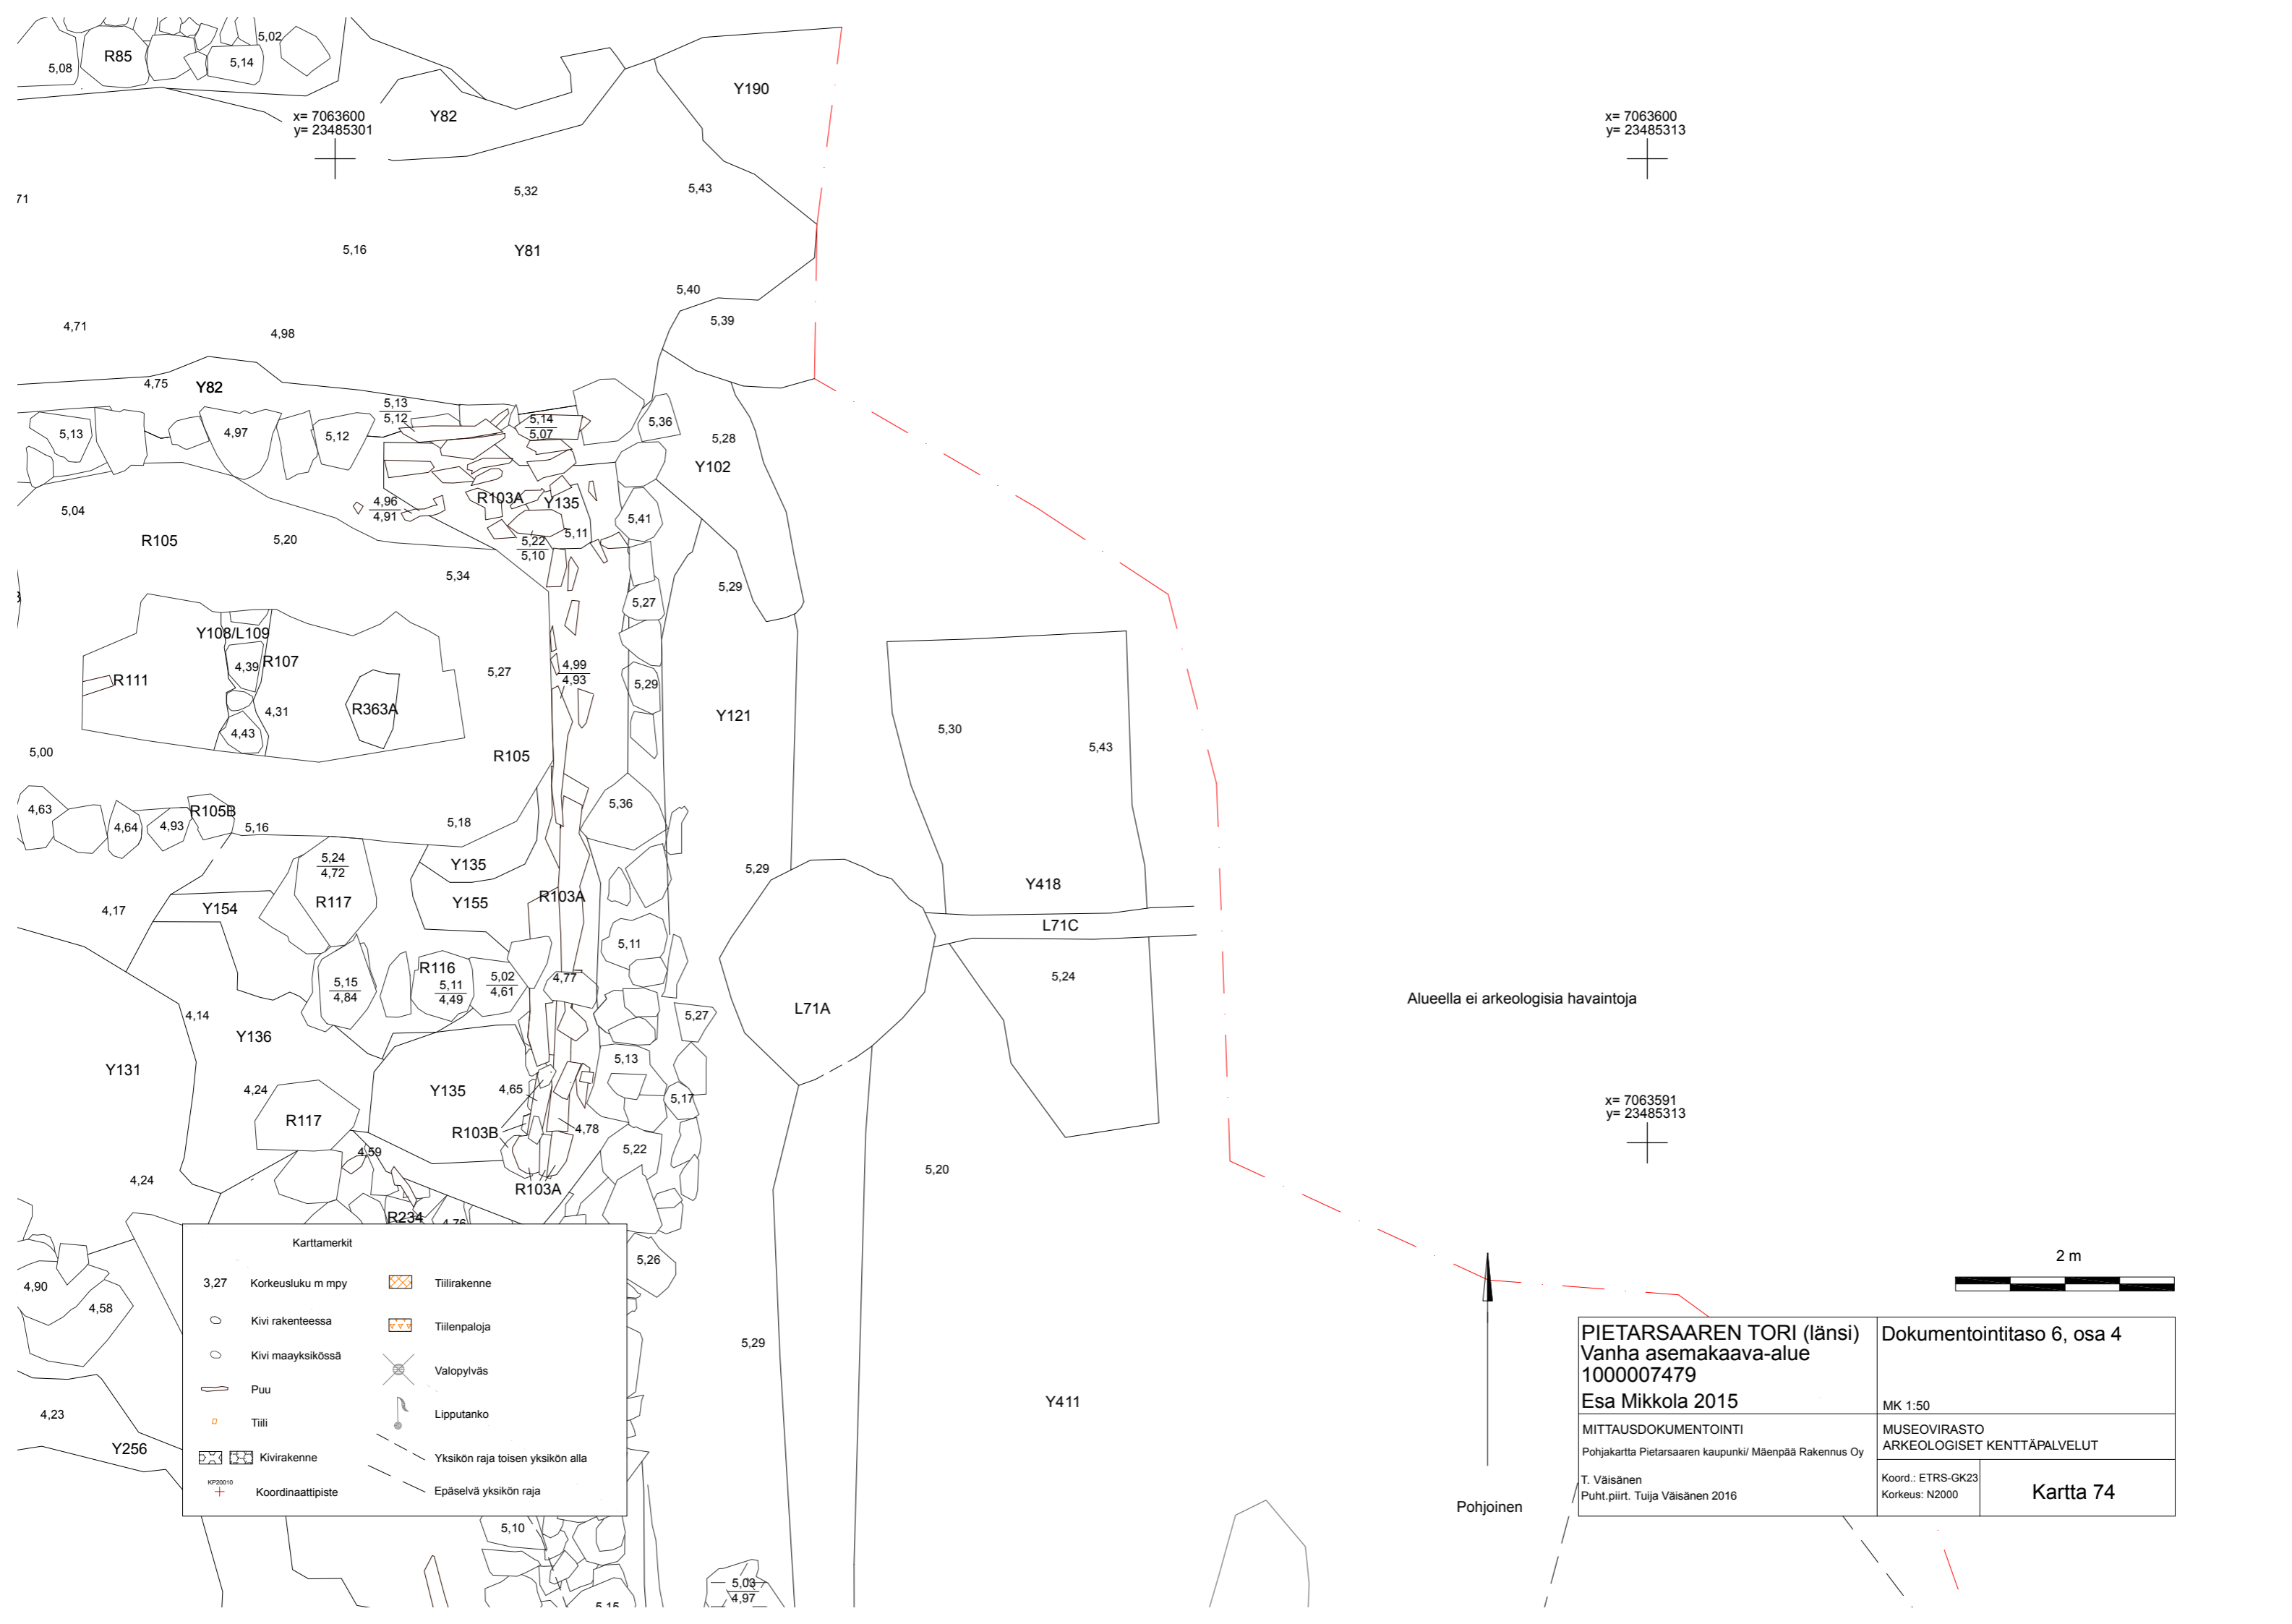 5,02
R85
5,14
5,08
Y190
x= 7063600
y= 23485301
Y82
x= 7063600
y= 23485313
5,32
5,43
71
5,16
Y81
5,40
5,39
4,71
4,98
4,75
Y82
5,13
5,12
5,14
5,07
5,36
5,13
4,97
5,12
5,28
Y102
4,96
4,91
R103A
Y135
5,04
5,41
5,11
R105
5,20
5,22
5,10
5,34
5,29
5,27
Y108/L109
4,39
R107
4,99
4,93
5,27
R111
5,29
R363A
4,31
Y121
4,43
5,30
5,43
5,00
R105
4,63
R105B
5,36
4,64
4,93
5,16
5,18
5,24
4,72
Y135
5,29
Y418
R117
Y155
R103A
4,17
Y154
L71C
5,11
R116
5,02
4,61
4,77
5,24
5,15
4,84
5,11
4,49
Alueella ei arkeologisia havaintoja
L71A
4,14
5,27
Y136
5,13
Y131
4,24
Y135
4,65
5,17
x= 7063591
y= 23485313
R117
R103B
4,78
4,59
5,22
5,20
4,24
R103A
R234
4,76
Karttamerkit
3,27 Korkeusluku m mpy
Kivi rakenteessa
Kivi maayksikössä
Puu
Tiili
Kivirakenne
KP20010
Koordinaattipiste
Tiilirakenne
Tiilenpaloja
Valopylväs
Lipputanko
Yksikön raja toisen yksikön alla
Epäselvä yksikön raja
5,26
4,90
4,58
2 m
5,29
4,23
Y411
Y256
Pohjoinen
5,10
5,03
4,97
5,15
PIETARSAAREN TORI (länsi)
Vanha asemakaava-alue
1000007479
Esa Mikkola 2015
Dokumentointitaso 6, osa 4
MK 1:50
MITTAUSDOKUMENTOINTI
Pohjakartta Pietarsaaren kaupunki/ Mäenpää Rakennus Oy
T. Väisänen
Puht.piirt. Tuija Väisänen 2016
MUSEOVIRASTO
ARKEOLOGISET KENTTÄPALVELUT
Koord.: ETRS-GK23
Korkeus: N2000
Kartta 74